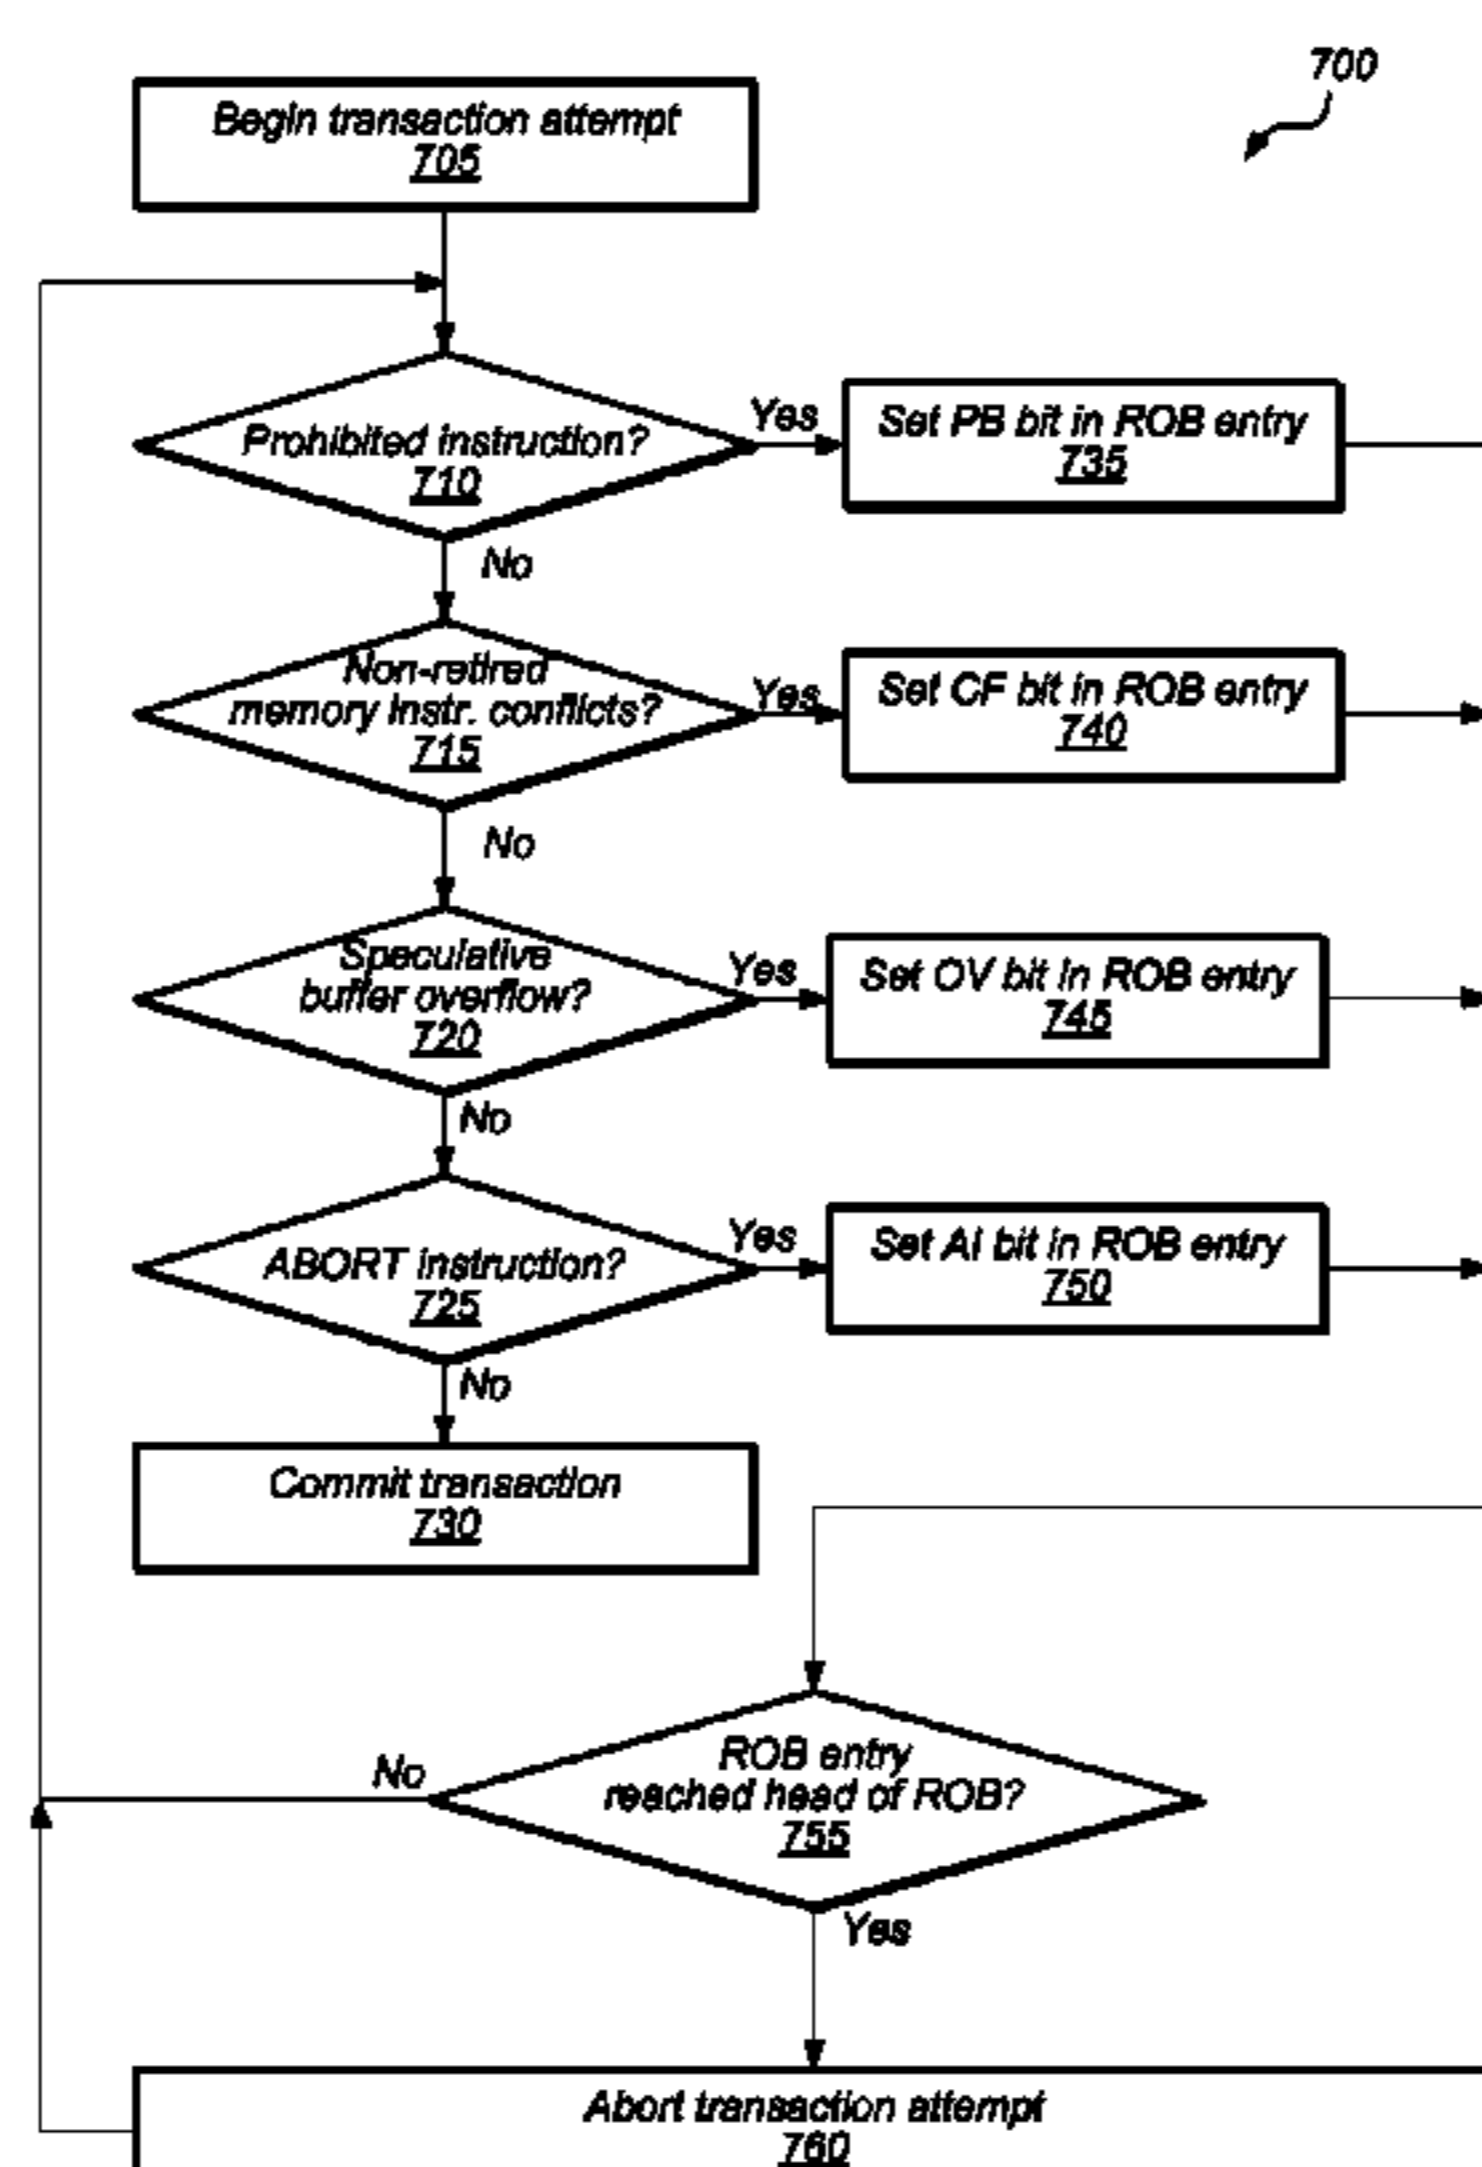 700
Begin transaction attempt
705
Prohibited instruction?
710
Yes
Set PB bit in ROB entry
735
No
Non-retired
memory instr. conflicts?
715
Yes
Set CF bit in ROB entry
740
No
Speculative
buffer overflow?
720
Yes
Set OV bit in ROB entry
745
No
ABORT instruction?
725
Yes
Set AI bit in ROB entry
750
No
Commit transaction
730
ROB entry
reached head of ROB?
755
No
Yes
Abort transaction attempt
760